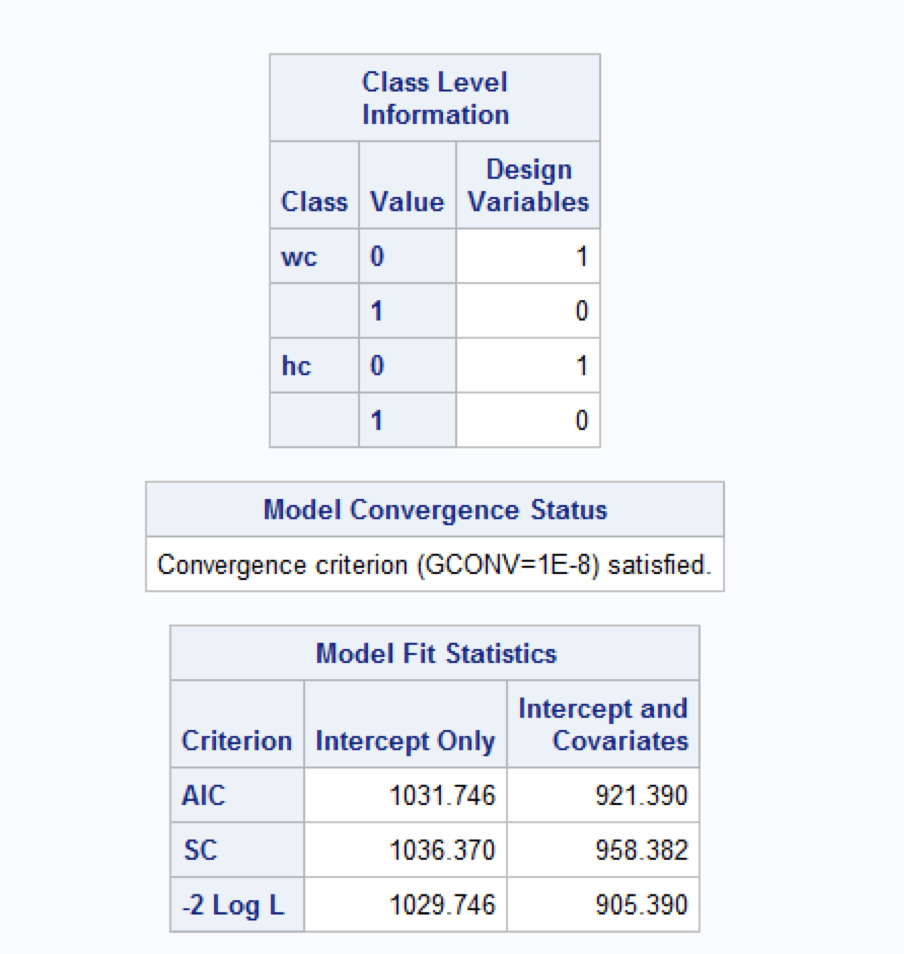 Class Level
Information
Class Value Design Variables
wc 0 1
1 0
hc 0 1
1 0
Model Convergence Status
Convergence criterion (GCONV=1E-8) satisfied.
Model Fit Statistics
Criterion Intercept Only Intercept and Covariates
AIC 1031.746 921.390
SC 1036.370 958.382
-2 Log L 1029.746 905.390